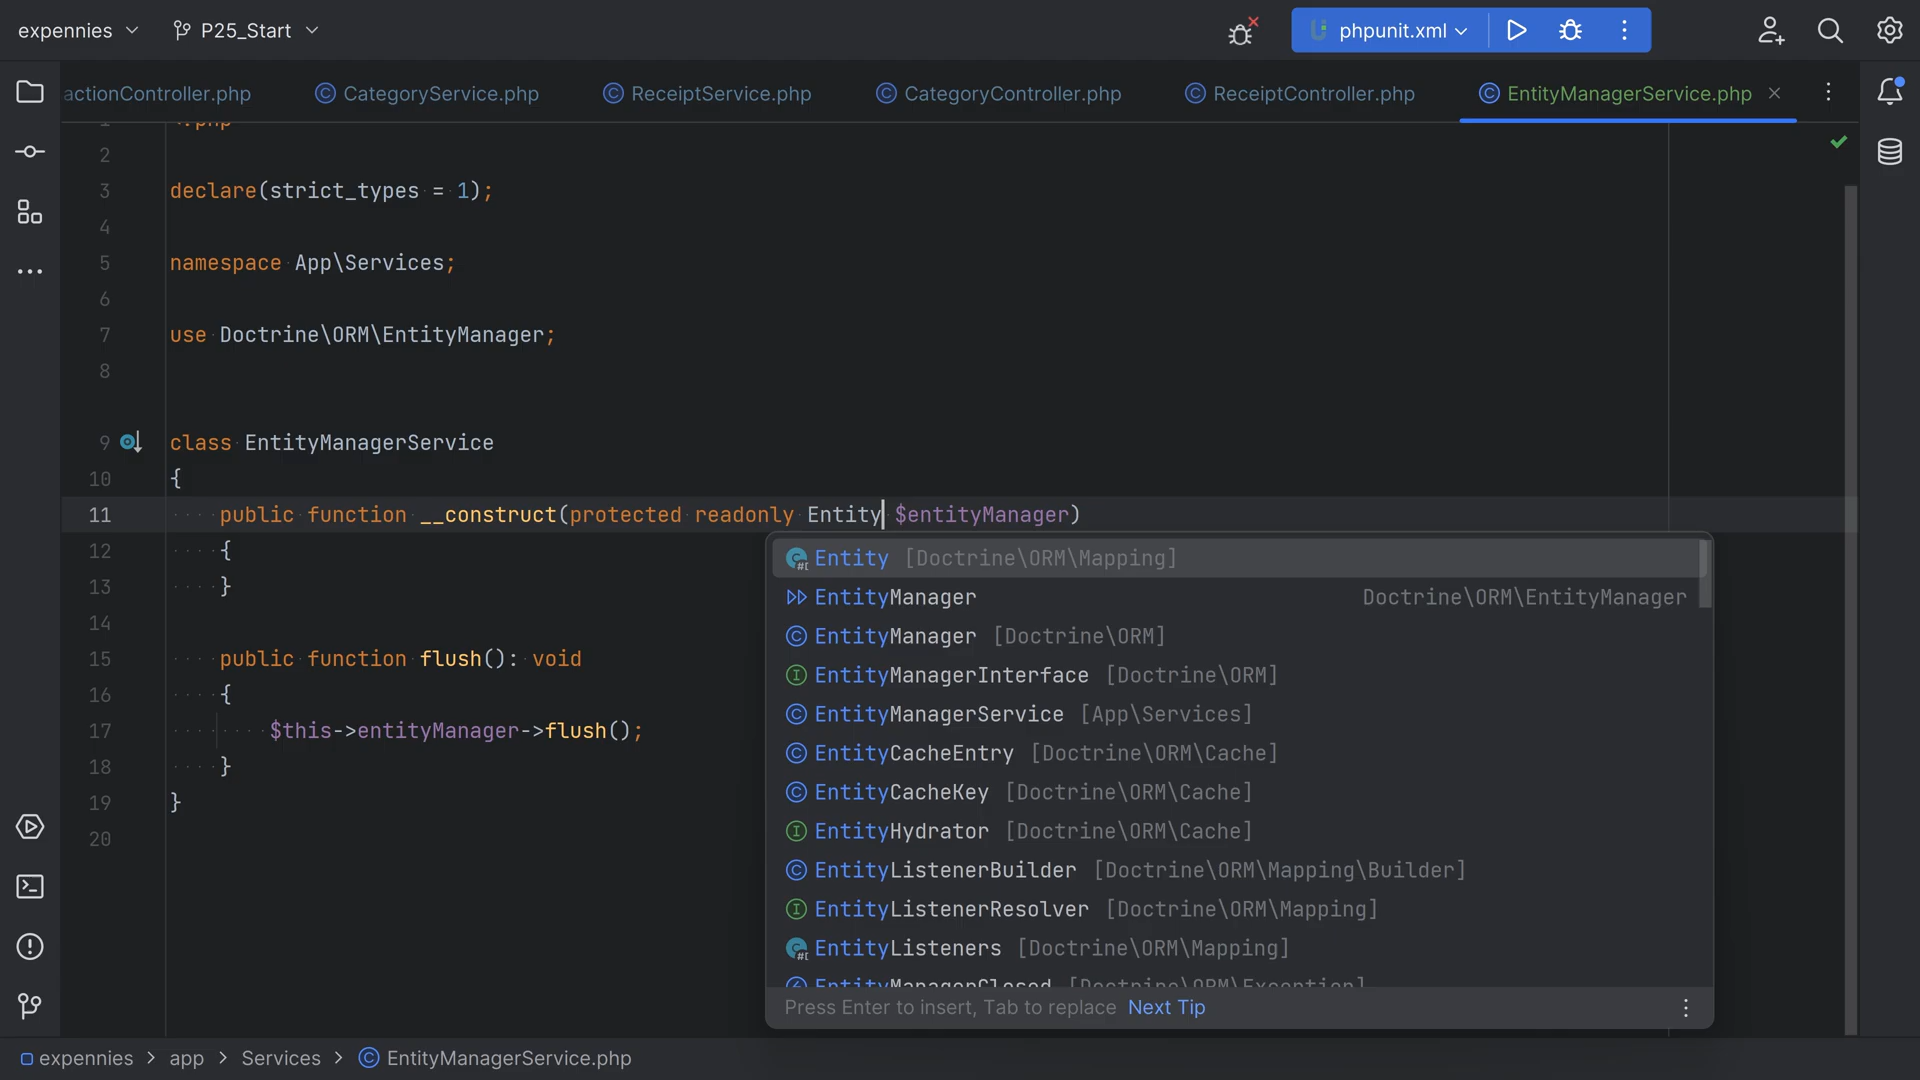 expennies
P25_Start
phpunit.xml
actionController.php
CategoryService.php
ReceiptService.php
CategoryController.php
ReceiptController.php
EntityManagerService.php
1 <?php
2
3 declare(strict_types = 1);
4
5 namespace App\Services;
6
7 use Doctrine\ORM\EntityManager;
8
9 class EntityManagerService
10 {
11 public function __construct(protected readonly Entity $entityManager)
12 {
13 }
14
15 public function flush(): void
16 {
17 $this->entityManager->flush();
18 }
19 }
20
Entity [Doctrine\ORM\Mapping]
EntityManager Doctrine\ORM\EntityManager
EntityManager [Doctrine\ORM]
EntityManagerInterface [Doctrine\ORM]
EntityManagerService [App\Services]
EntityCacheEntry [Doctrine\ORM\Cache]
EntityCacheKey [Doctrine\ORM\Cache]
EntityHydrator [Doctrine\ORM\Cache]
EntityListenerBuilder [Doctrine\ORM\Mapping\Builder]
EntityListenerResolver [Doctrine\ORM\Mapping]
EntityListeners [Doctrine\ORM\Mapping]
EntityManagerClosed [Doctrine\ORM\Exception]
Press Enter to insert, Tab to replace Next Tip
expennies > app > Services > EntityManagerService.php